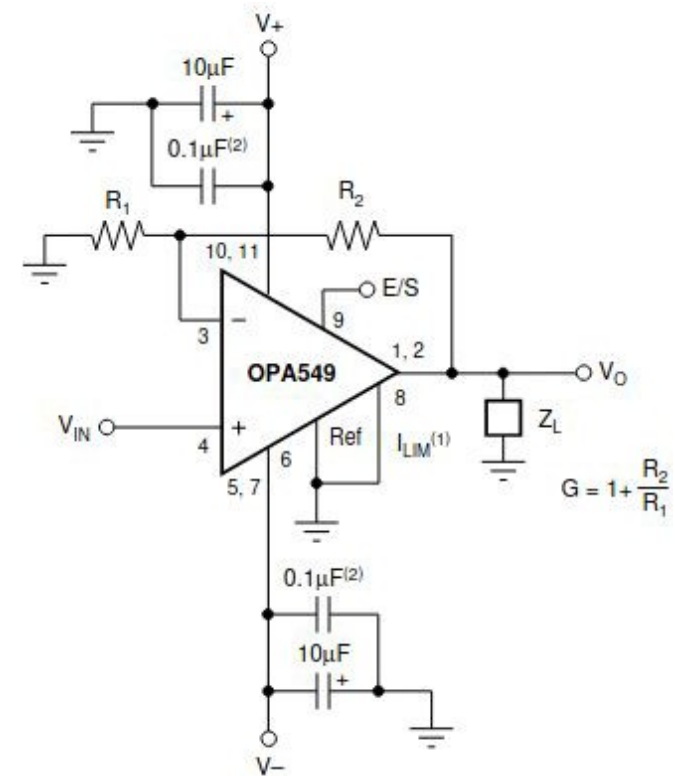 V+
10µF
+
0.1µF(2)
R1
R2
10, 11
E/S
9
3
−
1, 2
OPA549
VO
8
VIN
+
4
Ref
ILIM(1)
ZL
6
5, 7
G = 1+ R2
R1
0.1µF(2)
10µF
+
V−